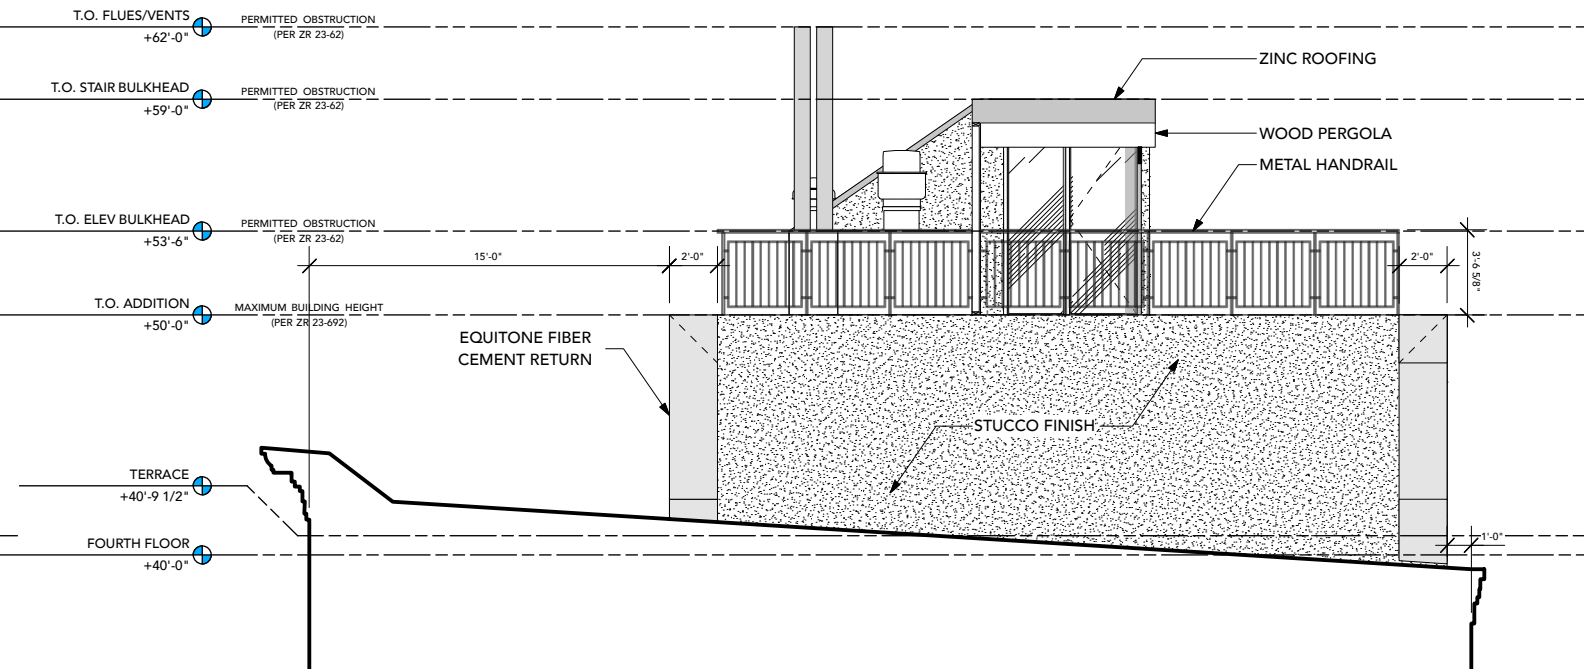 T.O. FLUES/VENTS
+62'-0"
PERMITTED OBSTRUCTION
(PER ZR 23-62)
ZINC ROOFING
T.O. STAIR BULKHEAD
+59'-0"
PERMITTED OBSTRUCTION
(PER ZR 23-62)
WOOD PERGOLA
METAL HANDRAIL
T.O. ELEV BULKHEAD
+53'-6"
PERMITTED OBSTRUCTION
(PER ZR 23-62)
15'-0"
2'-0"
2'-0"
3'-6 5/8"
T.O. ADDITION
+50'-0"
MAXIMUM BUILDING HEIGHT
(PER ZR 23-692)
EQUITONE FIBER
CEMENT RETURN
STUCCO FINISH
TERRACE
+40'-9 1/2"
FOURTH FLOOR
+40'-0"
1'-0"